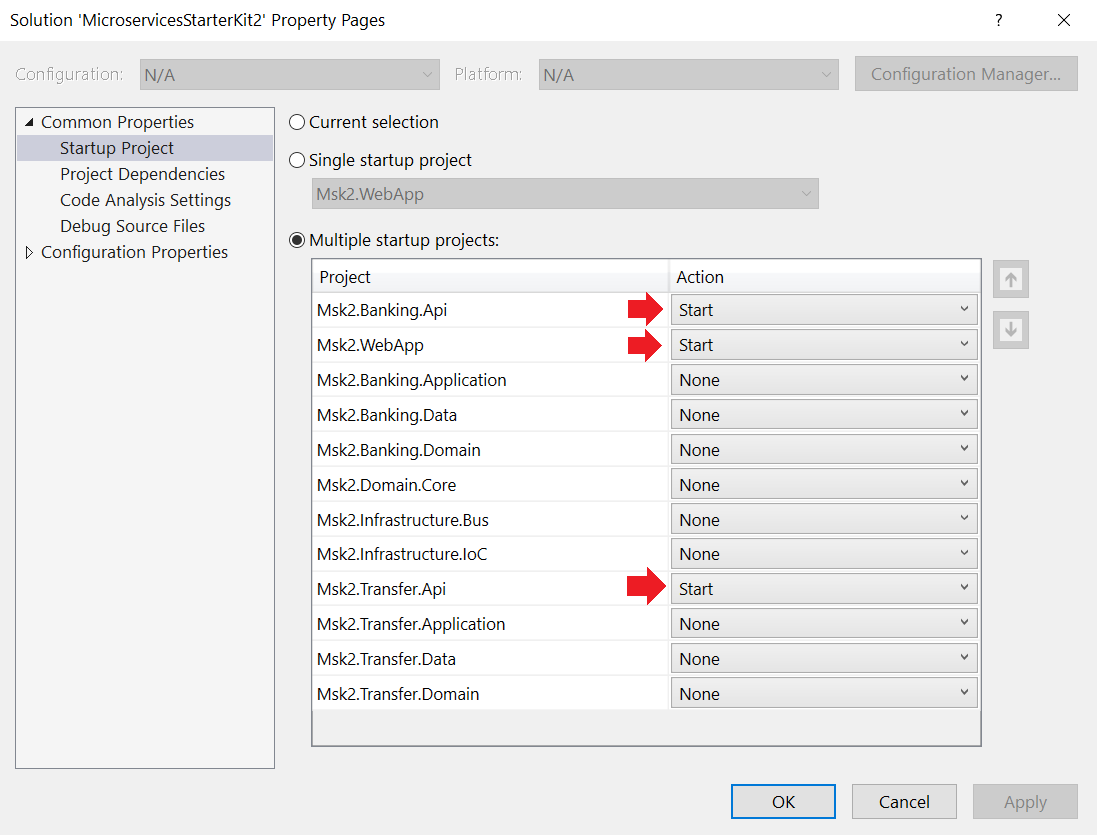 Solution 'MicroservicesStarterKit2' Property Pages ?
Configuration: N/A Platform: N/A Configuration Manager...
Common Properties
Startup Project
Project Dependencies
Code Analysis Settings
Debug Source Files
Configuration Properties
Current selection
Single startup project
Msk2.WebApp
Multiple startup projects:
Project Action
Msk2.Banking.Api Start
Msk2.WebApp Start
Msk2.Banking.Application None
Msk2.Banking.Data None
Msk2.Banking.Domain None
Msk2.Domain.Core None
Msk2.Infrastructure.Bus None
Msk2.Infrastructure.IoC None
Msk2.Transfer.Api Start
Msk2.Transfer.Application None
Msk2.Transfer.Data None
Msk2.Transfer.Domain None
OK Cancel Apply